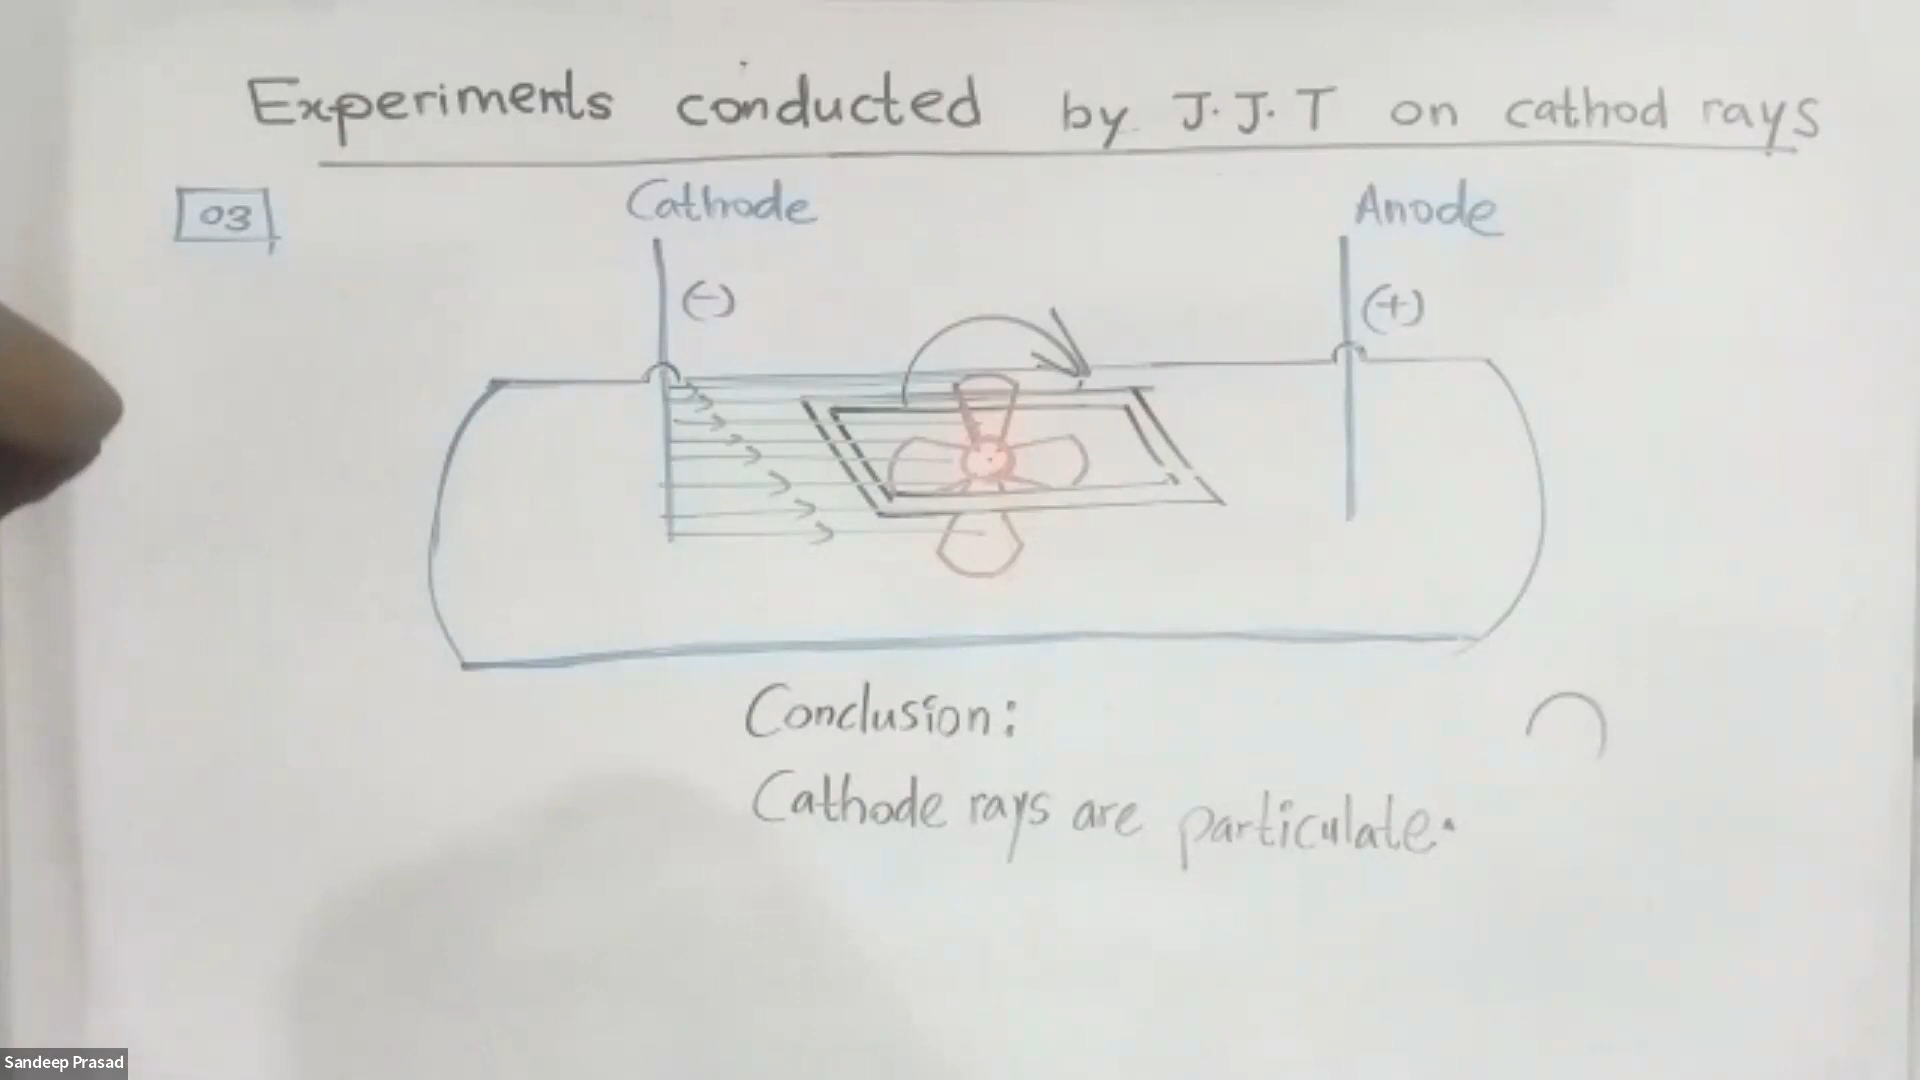 Experiments conducted by J.J.T on cathod rays
03
Cathode
Anode
(-)
(+)
Conclusion:
Cathode rays are particulate.
Sandeep Prasad